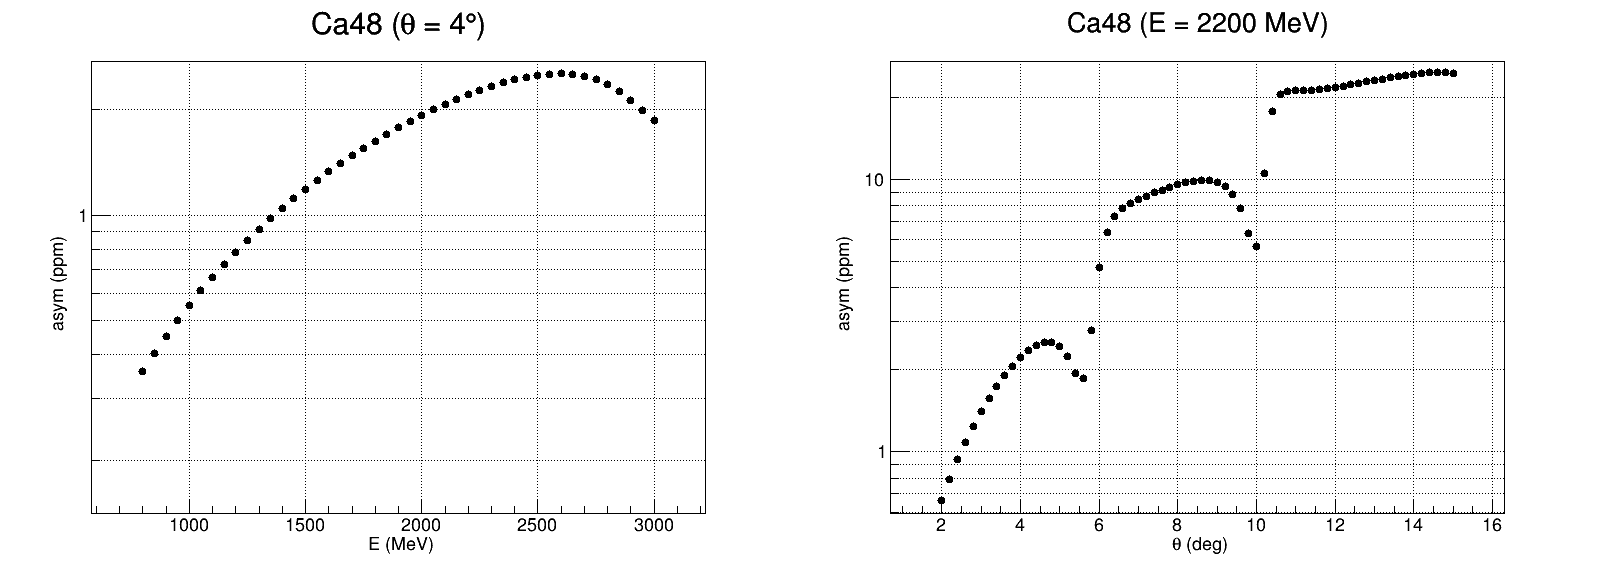 Ca48 (θ = 4°)
asym (ppm)
1
1000 1500 2000 2500 3000
E (MeV)
Ca48 (E = 2200 MeV)
asym (ppm)
10
1
2 4 6 8 10 12 14 16
θ (deg)